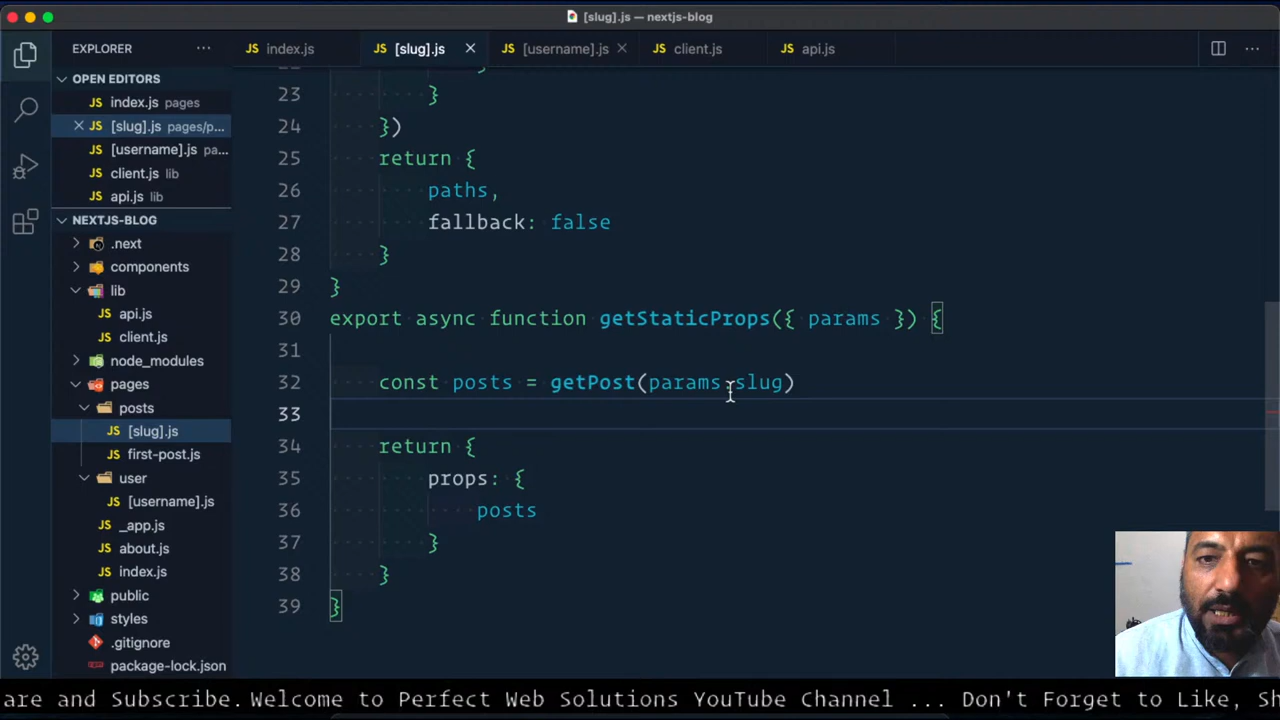 [slug].js — nextjs-blog
EXPLORER
index.js
[slug].js
[username].js
client.js
api.js
OPEN EDITORS
index.js pages
[slug].js pages/p...
[username].js pa...
client.js lib
api.js lib
NEXTJS-BLOG
.next
components
lib
api.js
client.js
node_modules
pages
posts
[slug].js
first-post.js
user
[username].js
_app.js
about.js
index.js
public
styles
.gitignore
package-lock.json
23 }
24 })
25 return {
26 paths,
27 fallback: false
28 }
29 }
30 export async function getStaticProps({ params }) {
31
32 const posts = getPost(params.slug)
33
34 return {
35 props: {
36 posts
37 }
38 }
39 }
are and Subscribe.Welcome to Perfect Web Solutions YouTube Channel ... Don't Forget to Like, Sh